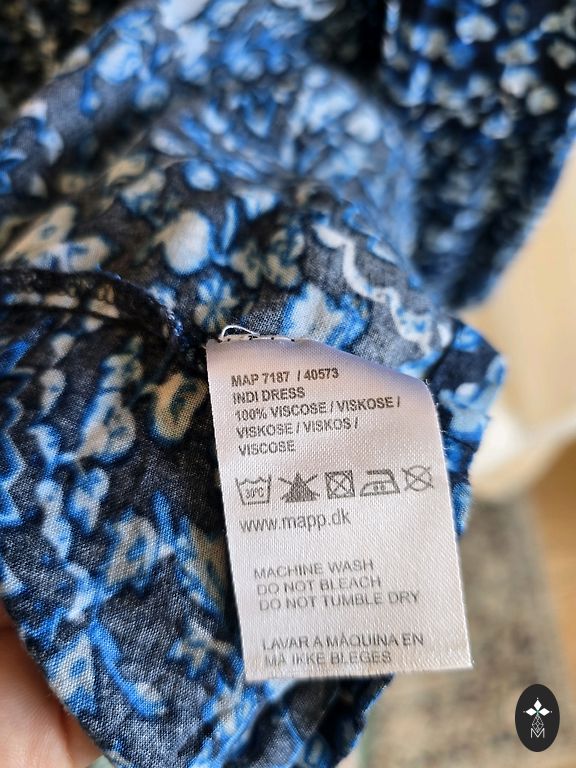 MAP 7187 / 40573
INDI DRESS
100% VISCOSE / VISKOSE /
VISKOSE / VISKOS /
VISCOSE
30°C
www.mapp.dk
MACHINE WASH
DO NOT BLEACH
DO NOT TUMBLE DRY
LAVAR A MÁQUINA EN
MÅ IKKE BLEGES
M